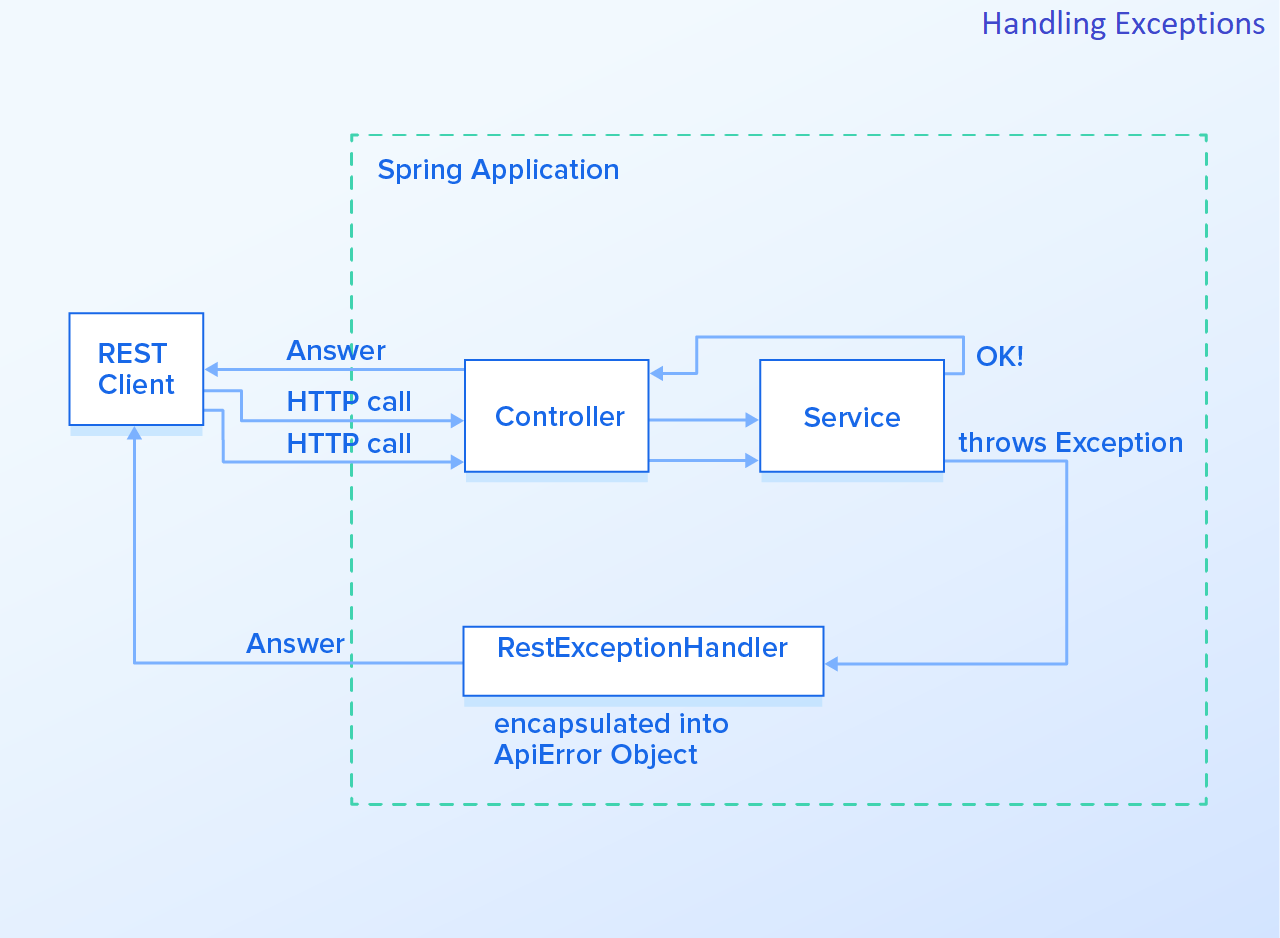 Handling Exceptions
Spring Application
REST
Client
Answer
HTTP call
HTTP call
Controller
Service
OK!
throws Exception
Answer
RestExceptionHandler
encapsulated into
ApiError Object